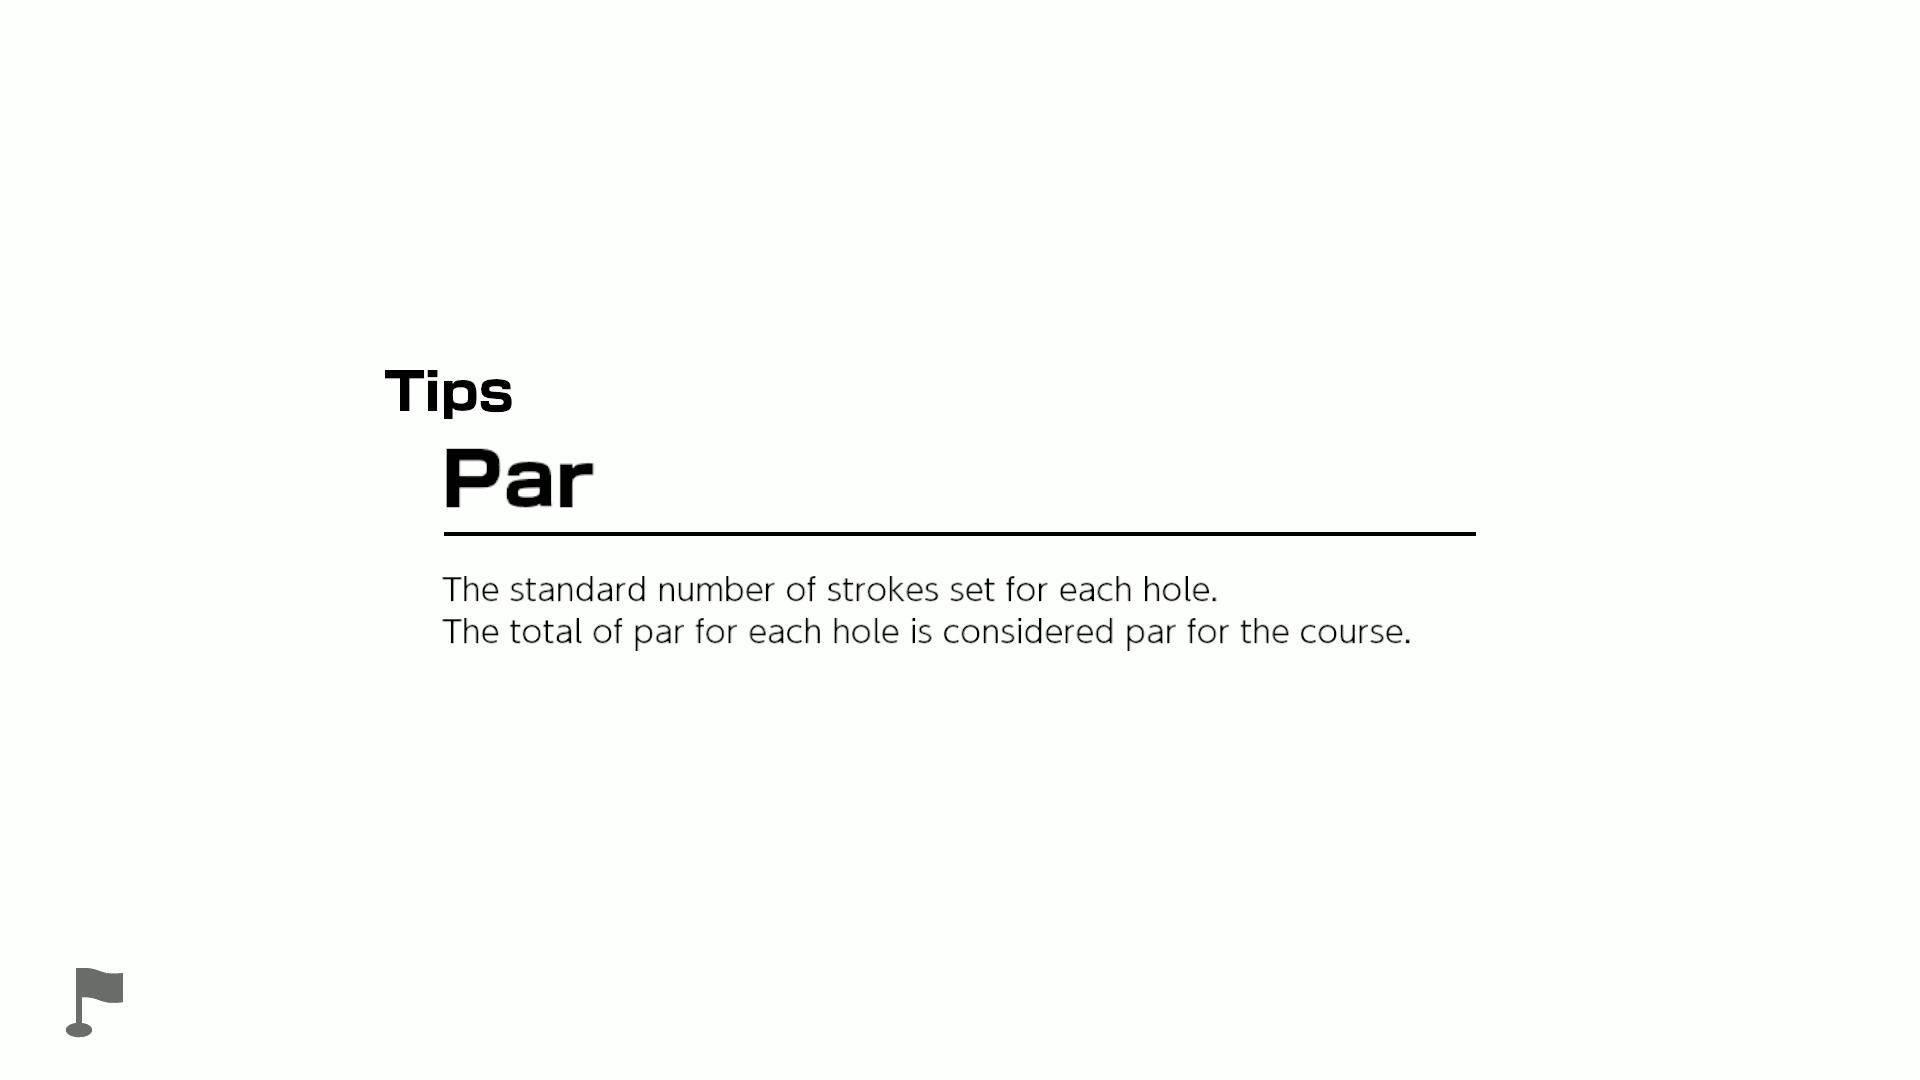 Tips
Par
The standard number of strokes set for each hole.
The total of par for each hole is considered par for the course.